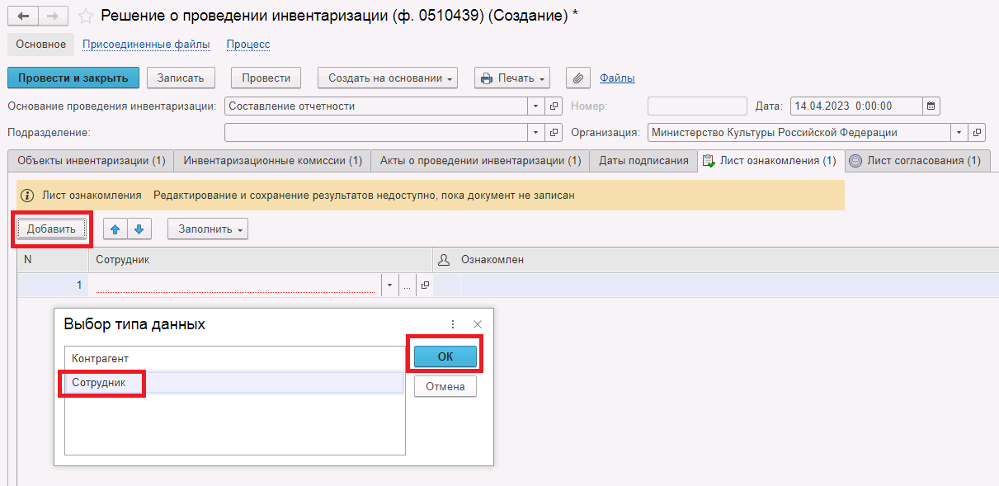 Решение о проведении инвентаризации (ф. 0510439) (Создание) *
Основное Присоединенные файлы Процесс
Провести и закрыть Записать Провести Создать на основании Печать Файлы
Основание проведения инвентаризации: Составление отчетности Номер: Дата: 14.04.2023 0:00:00
Подразделение: Организация: Министерство Культуры Российской Федерации
Объекты инвентаризации (1) Инвентаризационные комиссии (1) Акты о проведении инвентаризации (1) Даты подписания Лист ознакомления (1) Лист согласования (1)
Лист ознакомления Редактирование и сохранение результатов недоступно, пока документ не записан
Добавить Заполнить
N Сотрудник Ознакомлен
1 ...
Выбор типа данных
Контрагент ОК
Сотрудник Отмена